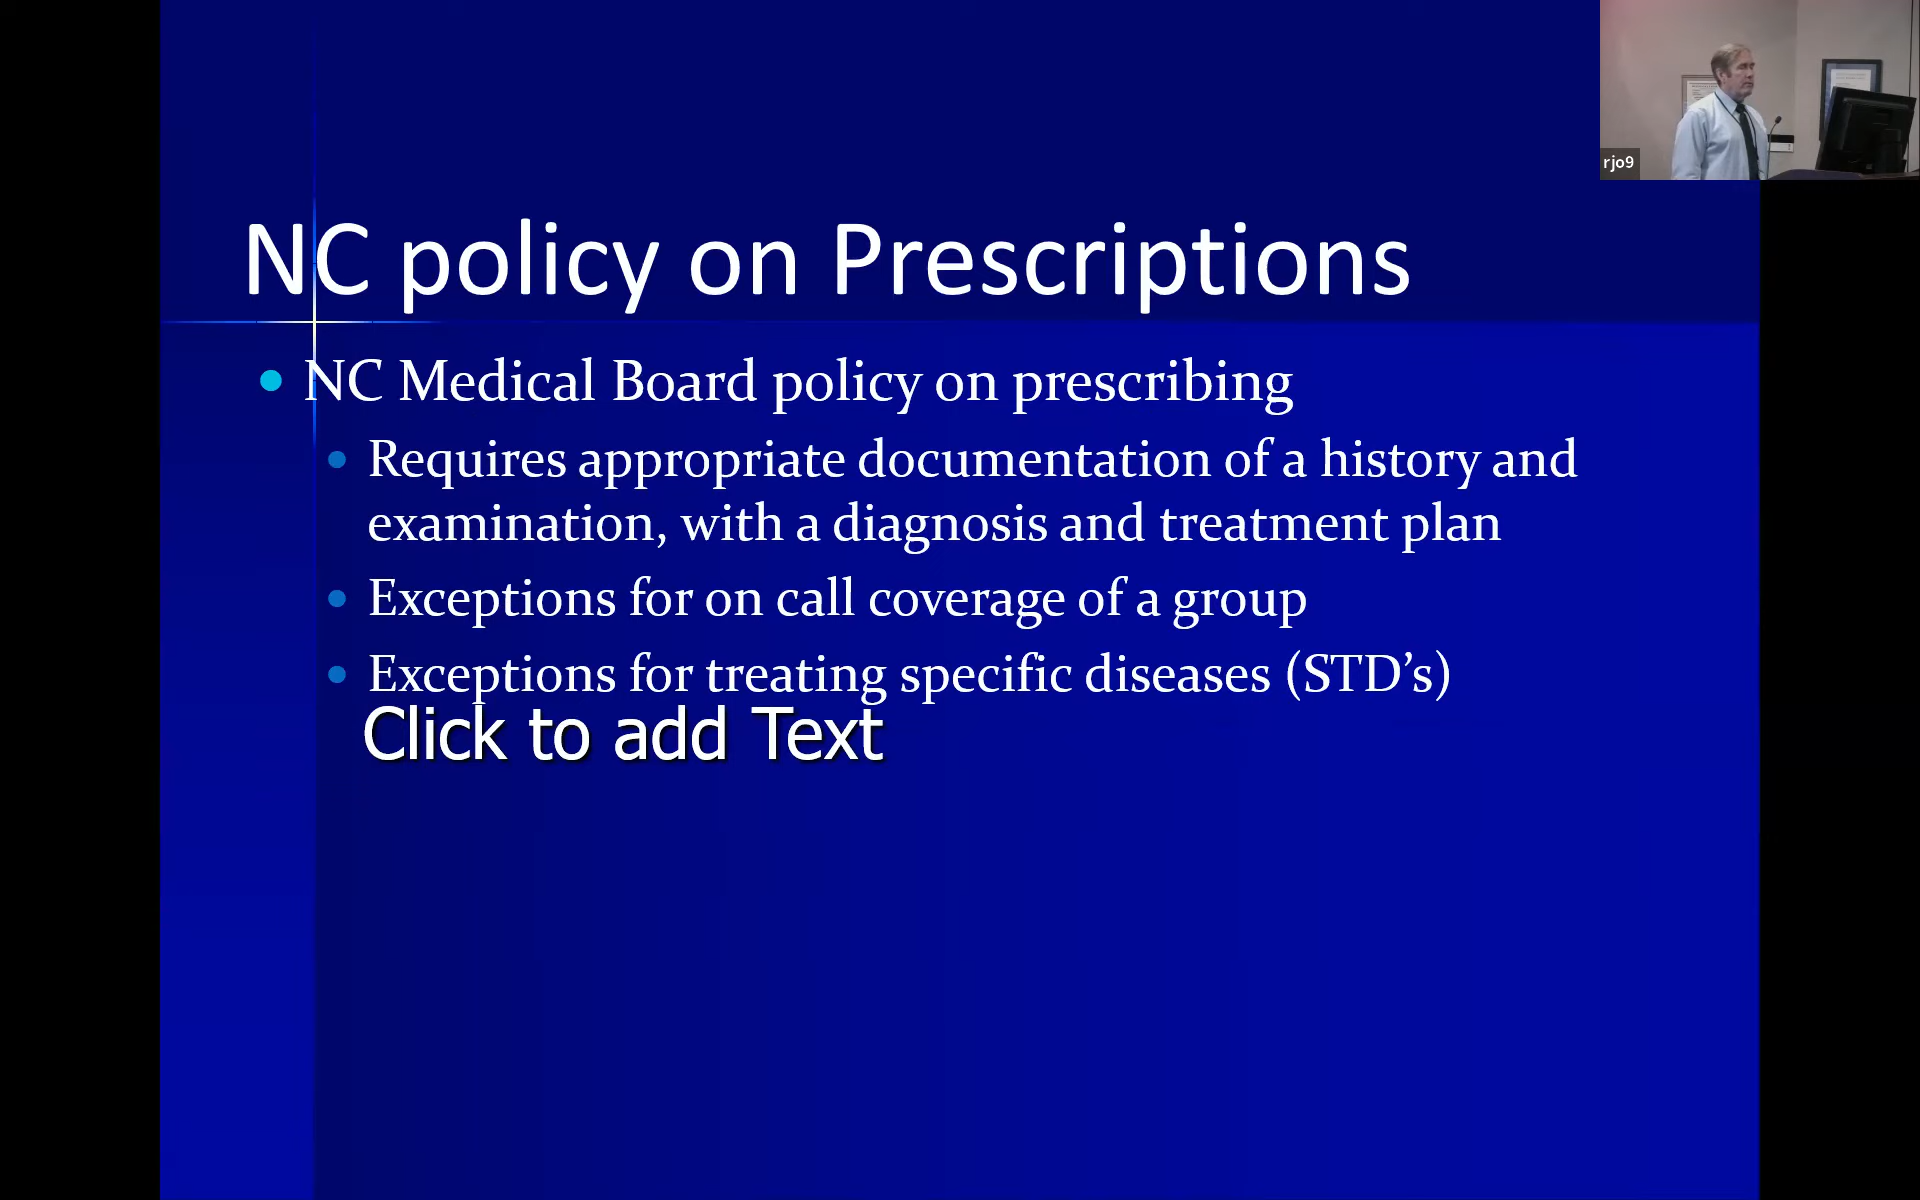 rjo9
NC policy on Prescriptions
NC Medical Board policy on prescribing
Requires appropriate documentation of a history and
examination, with a diagnosis and treatment plan
Exceptions for on call coverage of a group
Exceptions for treating specific diseases (STD’s)
Click to add Text